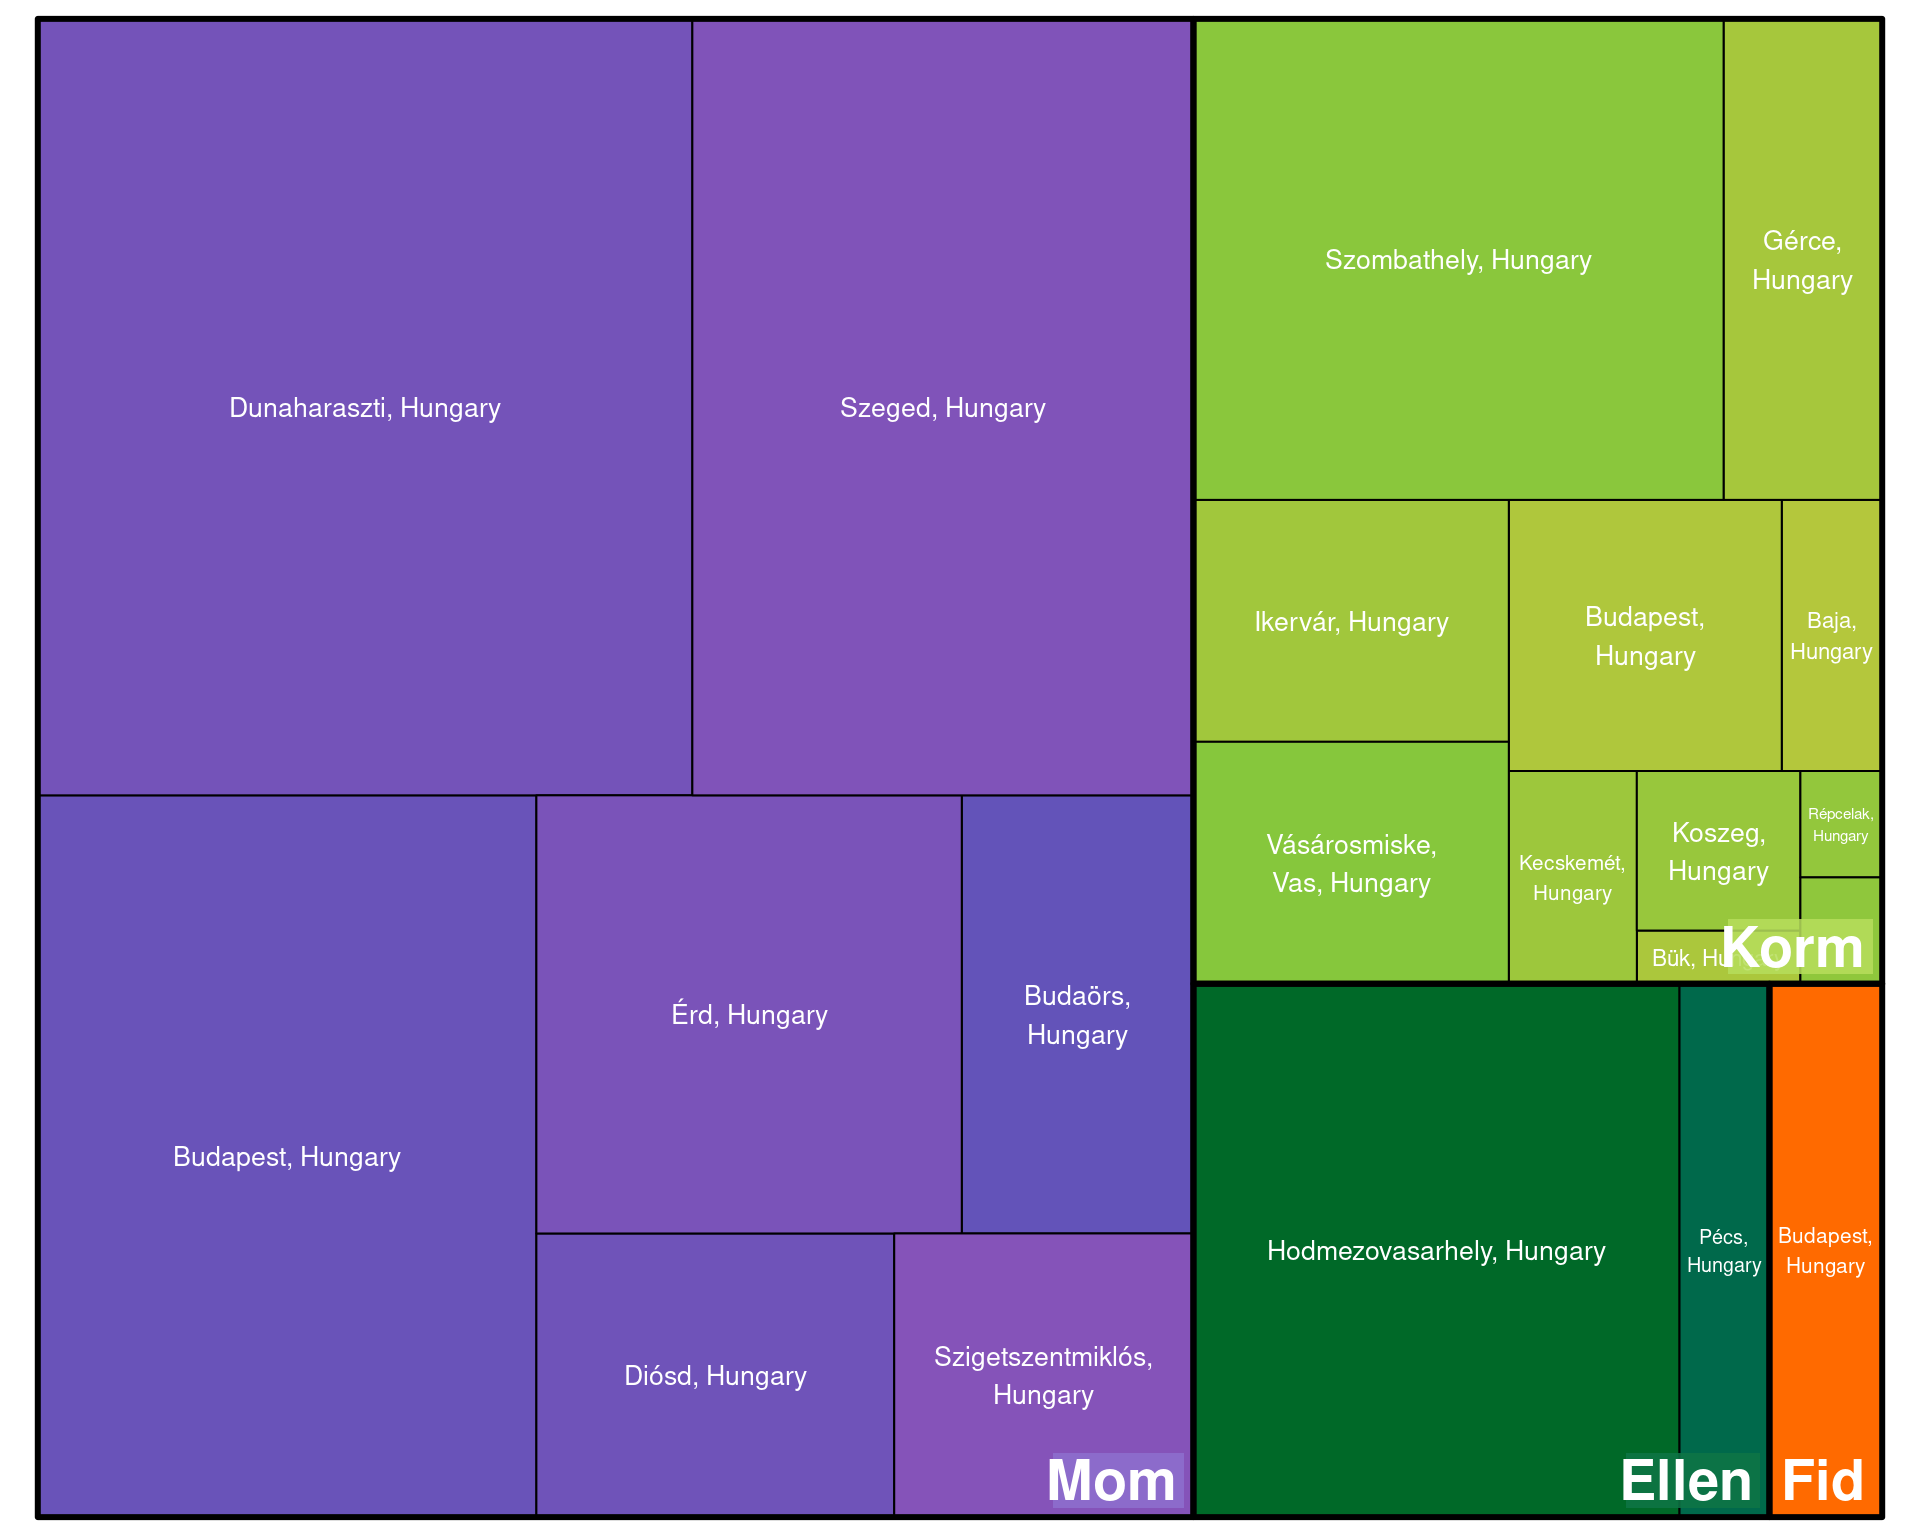 Dunaharaszti, Hungary
Szeged, Hungary
Budapest, Hungary
Érd, Hungary
Budaörs,
Hungary
Diósd, Hungary
Szigetszentmiklós,
Hungary
Mom
Szombathely, Hungary
Gérce,
Hungary
Ikervár, Hungary
Budapest,
Hungary
Baja,
Hungary
Vásárosmiske,
Vas, Hungary
Kecskemét,
Hungary
Koszeg,
Hungary
Répcelak,
Hungary
Bük,
Korm
Hodmezovasarhely, Hungary
Pécs,
Hungary
Ellen
Budapest,
Hungary
Fid